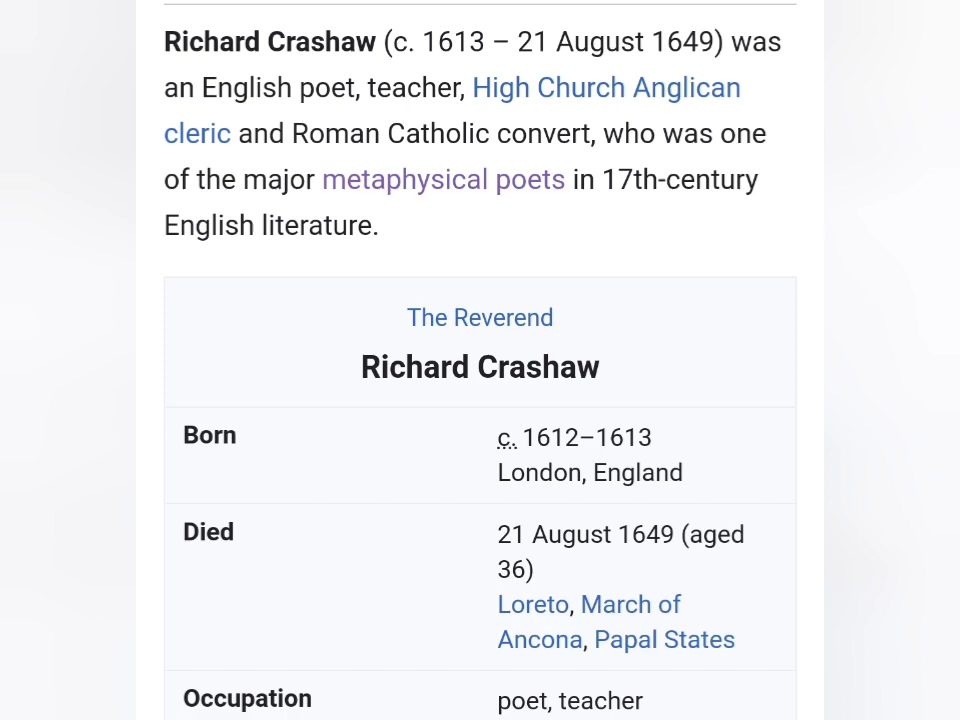 Richard Crashaw (c. 1613 – 21 August 1649) was
an English poet, teacher, High Church Anglican
cleric and Roman Catholic convert, who was one
of the major metaphysical poets in 17th-century
English literature.
The Reverend
Richard Crashaw
Born
c. 1612–1613
London, England
Died
21 August 1649 (aged
36)
Loreto, March of
Ancona, Papal States
Occupation
poet, teacher